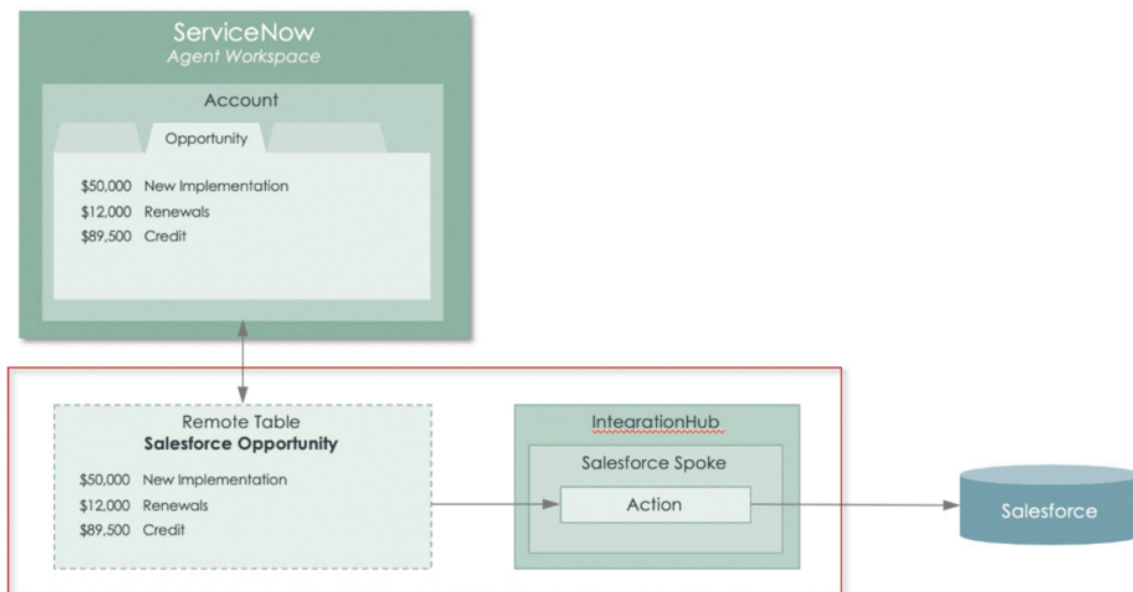 ServiceNow
Agent Workspace
Account
Opportunity
$50,000 New Implementation
$12,000 Renewals
$89,500 Credit
Remote Table
Salesforce Opportunity
$50,000 New Implementation
$12,000 Renewals
$89,500 Credit
IntegrationHub
Salesforce Spoke
Action
Salesforce